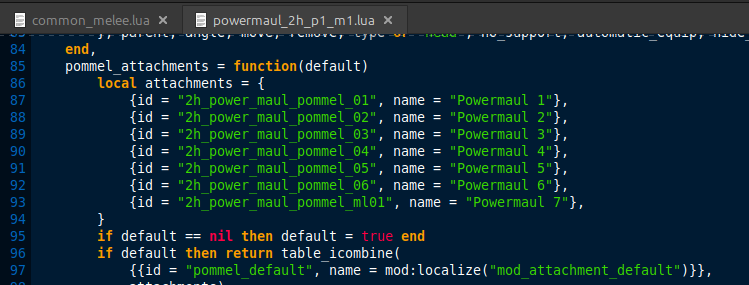 common_melee.lua × powermaul_2h_p1_m1.lua ×
84 end,
85 pommel_attachments = function(default)
86 local attachments = {
87 {id = "2h_power_maul_pommel_01", name = "Powermaul 1"},
88 {id = "2h_power_maul_pommel_02", name = "Powermaul 2"},
89 {id = "2h_power_maul_pommel_03", name = "Powermaul 3"},
90 {id = "2h_power_maul_pommel_04", name = "Powermaul 4"},
91 {id = "2h_power_maul_pommel_05", name = "Powermaul 5"},
92 {id = "2h_power_maul_pommel_06", name = "Powermaul 6"},
93 {id = "2h_power_maul_pommel_ml01", name = "Powermaul 7"},
94 }
95 if default == nil then default = true end
96 if default then return table_icombine(
97 {{id = "pommel_default", name = mod:localize("mod_attachment_default")}},